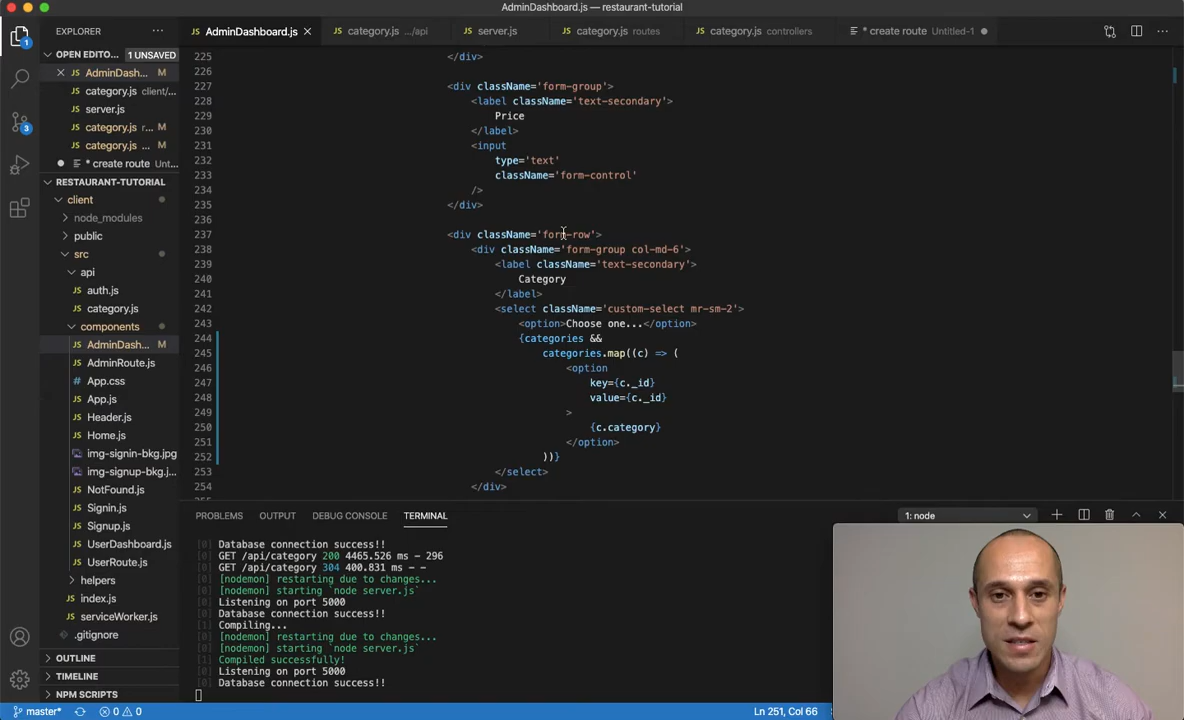 AdminDashboard.js — restaurant-tutorial
EXPLORER
OPEN EDITO... 1 UNSAVED
AdminDash... M
category.js client/...
server.js
category.js r... M
category.js ... M
* create route Unt...
RESTAURANT-TUTORIAL
client
node_modules
public
src
api
auth.js
category.js
components
AdminDash... M
AdminRoute.js
App.css
App.js
Header.js
Home.js
img-signin-bkg.jpg
img-signup-bkg.j...
NotFound.js
Signin.js
Signup.js
UserDashboard.js
UserRoute.js
helpers
index.js
serviceWorker.js
.gitignore
OUTLINE
TIMELINE
NPM SCRIPTS
1
3
AdminDashboard.js category.js .../api server.js category.js routes category.js controllers * create route Untitled-1
225 </div>
226
227 <div className='form-group'>
228 <label className='text-secondary'>
229 Price
230 </label>
231 <input
232 type='text'
233 className='form-control'
234 />
235 </div>
236
237 <div className='form-row'>
238 <div className='form-group col-md-6'>
239 <label className='text-secondary'>
240 Category
241 </label>
242 <select className='custom-select mr-sm-2'>
243 <option>Choose one...</option>
244 {categories &&
245 categories.map((c) => (
246 <option
247 key={c._id}
248 value={c._id}
249 >
250 {c.category}
251 </option>
252 ))}
253 </select>
254 </div>
PROBLEMS OUTPUT DEBUG CONSOLE TERMINAL 1: node
[0] Database connection success!!
[0] GET /api/category 200 4465.526 ms - 296
[0] GET /api/category 304 400.831 ms - -
[0] [nodemon] restarting due to changes...
[0] [nodemon] starting `node server.js`
[0] Listening on port 5000
[0] Database connection success!!
[1] Compiling...
[0] [nodemon] restarting due to changes...
[0] [nodemon] starting `node server.js`
[1] Compiled successfully!
[0] Listening on port 5000
[0] Database connection success!!
master* 0 0 Ln 251, Col 66